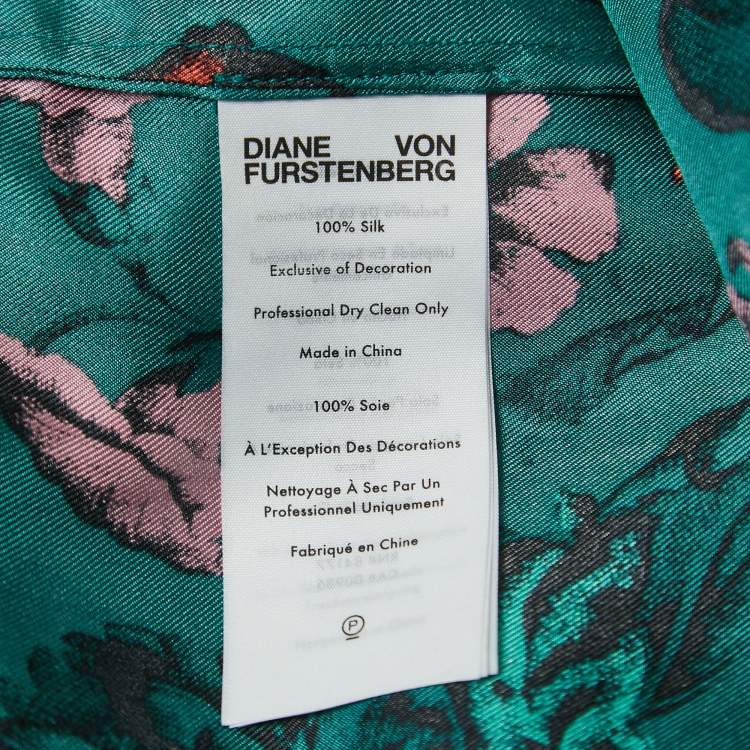 DIANE VON
FURSTENBERG
100% Silk
Exclusive of Decoration
Professional Dry Clean Only
Made in China
100% Soie
À L'Exception Des Décorations
Nettoyage À Sec Par Un
Professionnel Uniquement
Fabriqué en Chine
P